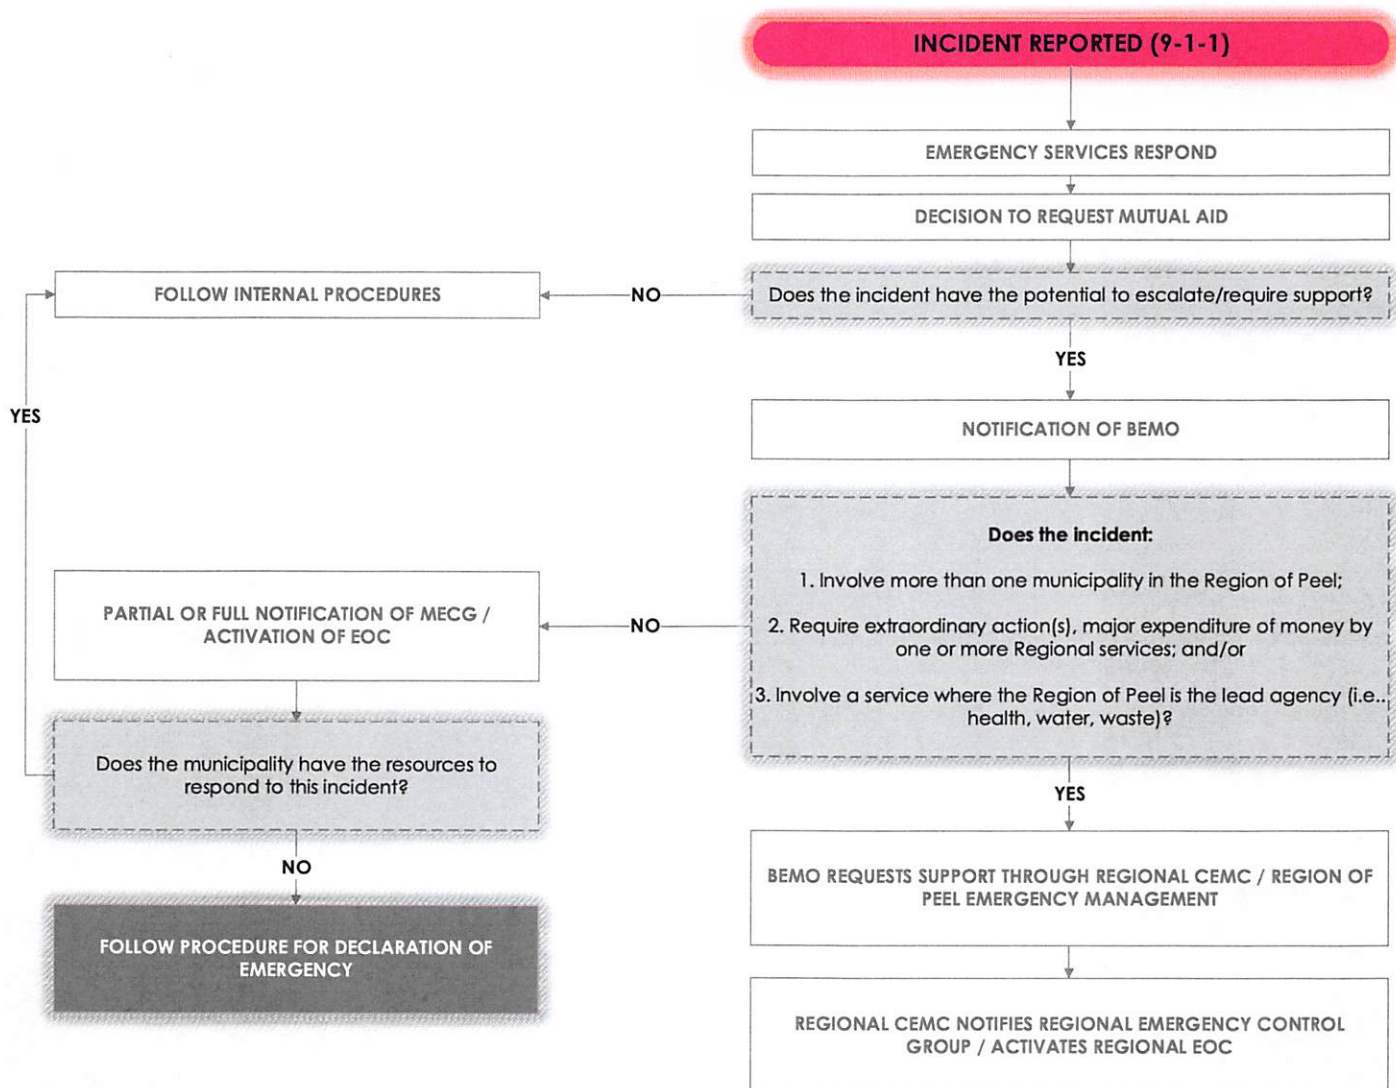 INCIDENT REPORTED (9-1-1)
EMERGENCY SERVICES RESPOND
DECISION TO REQUEST MUTUAL AID
Does the incident have the potential to escalate/require support?
NO
FOLLOW INTERNAL PROCEDURES
YES
YES
NOTIFICATION OF BEMO
Does the incident:
1. Involve more than one municipality in the Region of Peel;
2. Require extraordinary action(s), major expenditure of money by
one or more Regional services; and/or
3. Involve a service where the Region of Peel is the lead agency (i.e..
health, water, waste)?
NO
PARTIAL OR FULL NOTIFICATION OF MECG /
ACTIVATION OF EOC
Does the municipality have the resources to
respond to this incident?
NO
FOLLOW PROCEDURE FOR DECLARATION OF
EMERGENCY
YES
BEMO REQUESTS SUPPORT THROUGH REGIONAL CEMC / REGION OF
PEEL EMERGENCY MANAGEMENT
REGIONAL CEMC NOTIFIES REGIONAL EMERGENCY CONTROL
GROUP / ACTIVATES REGIONAL EOC